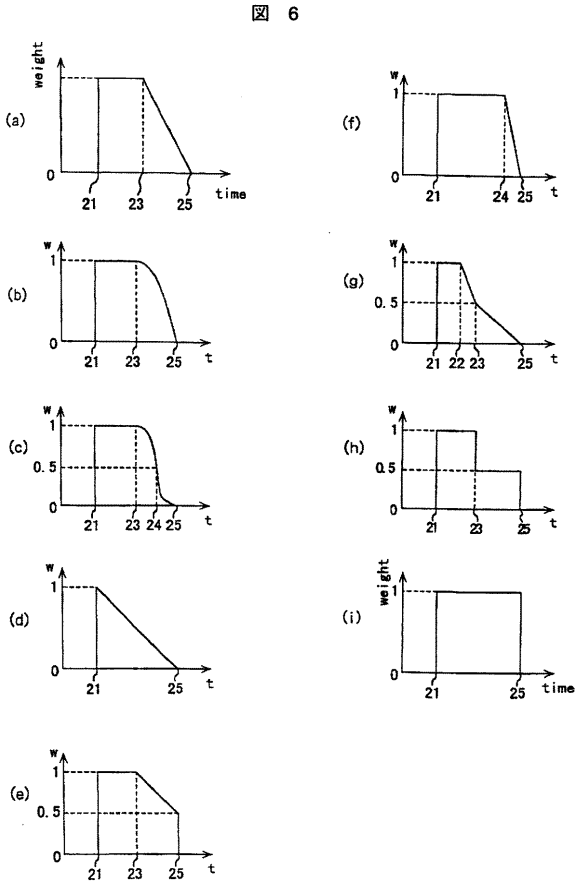 図 6
(a)
weight
0
21 23 25
time
(b)
w
1
0
21 23 25 t
(c)
w
1
0.5
0
21 23 24 25 t
(d)
w
1
0
21 25 t
(e)
w
1
0.5
0
21 23 25 t
(f)
w
1
0
21 24 25 t
(g)
w
1
0.5
0
21 22 23 25 t
(h)
w
1
0.5
0
21 23 25 t
(i)
weight
1
0
21 25 time